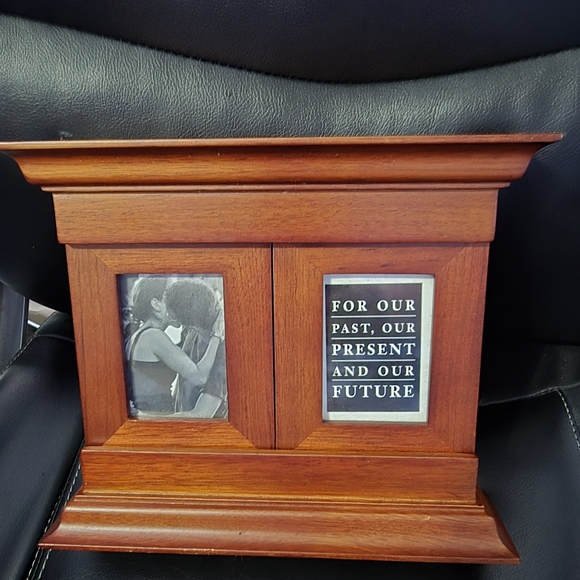 FOR OUR
PAST, OUR
PRESENT
AND OUR
FUTURE